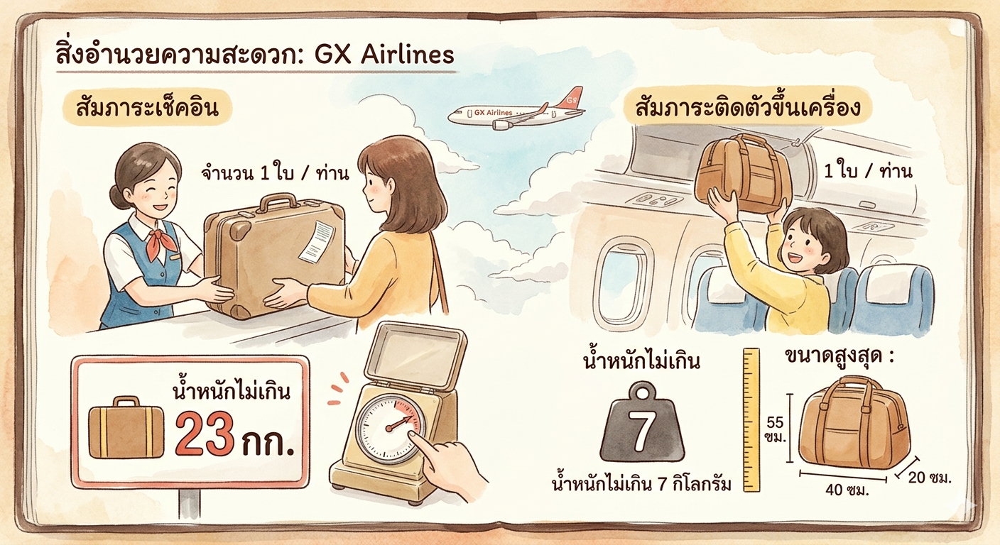 สิ่งอำนวยความสะดวก: GX Airlines
สัมภาระเช็คอิน
จำนวน 1 ใบ / ท่าน
น้ำหนักไม่เกิน
23 กก.
GX Airlines
สัมภาระติดตัวขึ้นเครื่อง
1 ใบ / ท่าน
น้ำหนักไม่เกิน
7
น้ำหนักไม่เกิน 7 กิโลกรัม
ขนาดสูงสุด :
55
ซม.
40 ซม.
20 ซม.